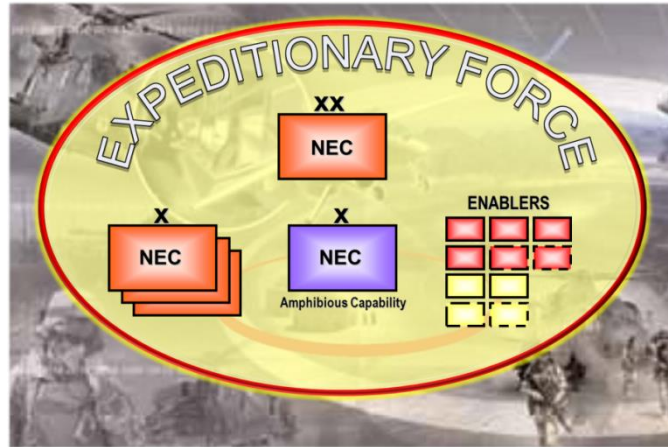 EXPEDITIONARY FORCE
XX
NEC
X
NEC
X
NEC
Amphibious Capability
ENABLERS